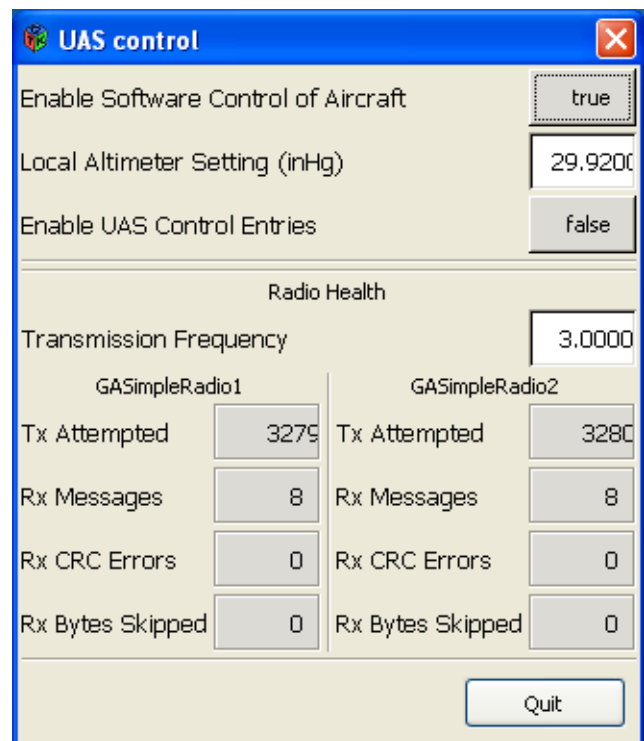 UAS control
Enable Software Control of Aircraft true
Local Altimeter Setting (inHg) 29.9200
Enable UAS Control Entries false
Radio Health
Transmission Frequency 3.0000
GASimpleRadio1 GASimpleRadio2
Tx Attempted 3279 Tx Attempted 3280
Rx Messages 8 Rx Messages 8
Rx CRC Errors 0 Rx CRC Errors 0
Rx Bytes Skipped 0 Rx Bytes Skipped 0
Quit